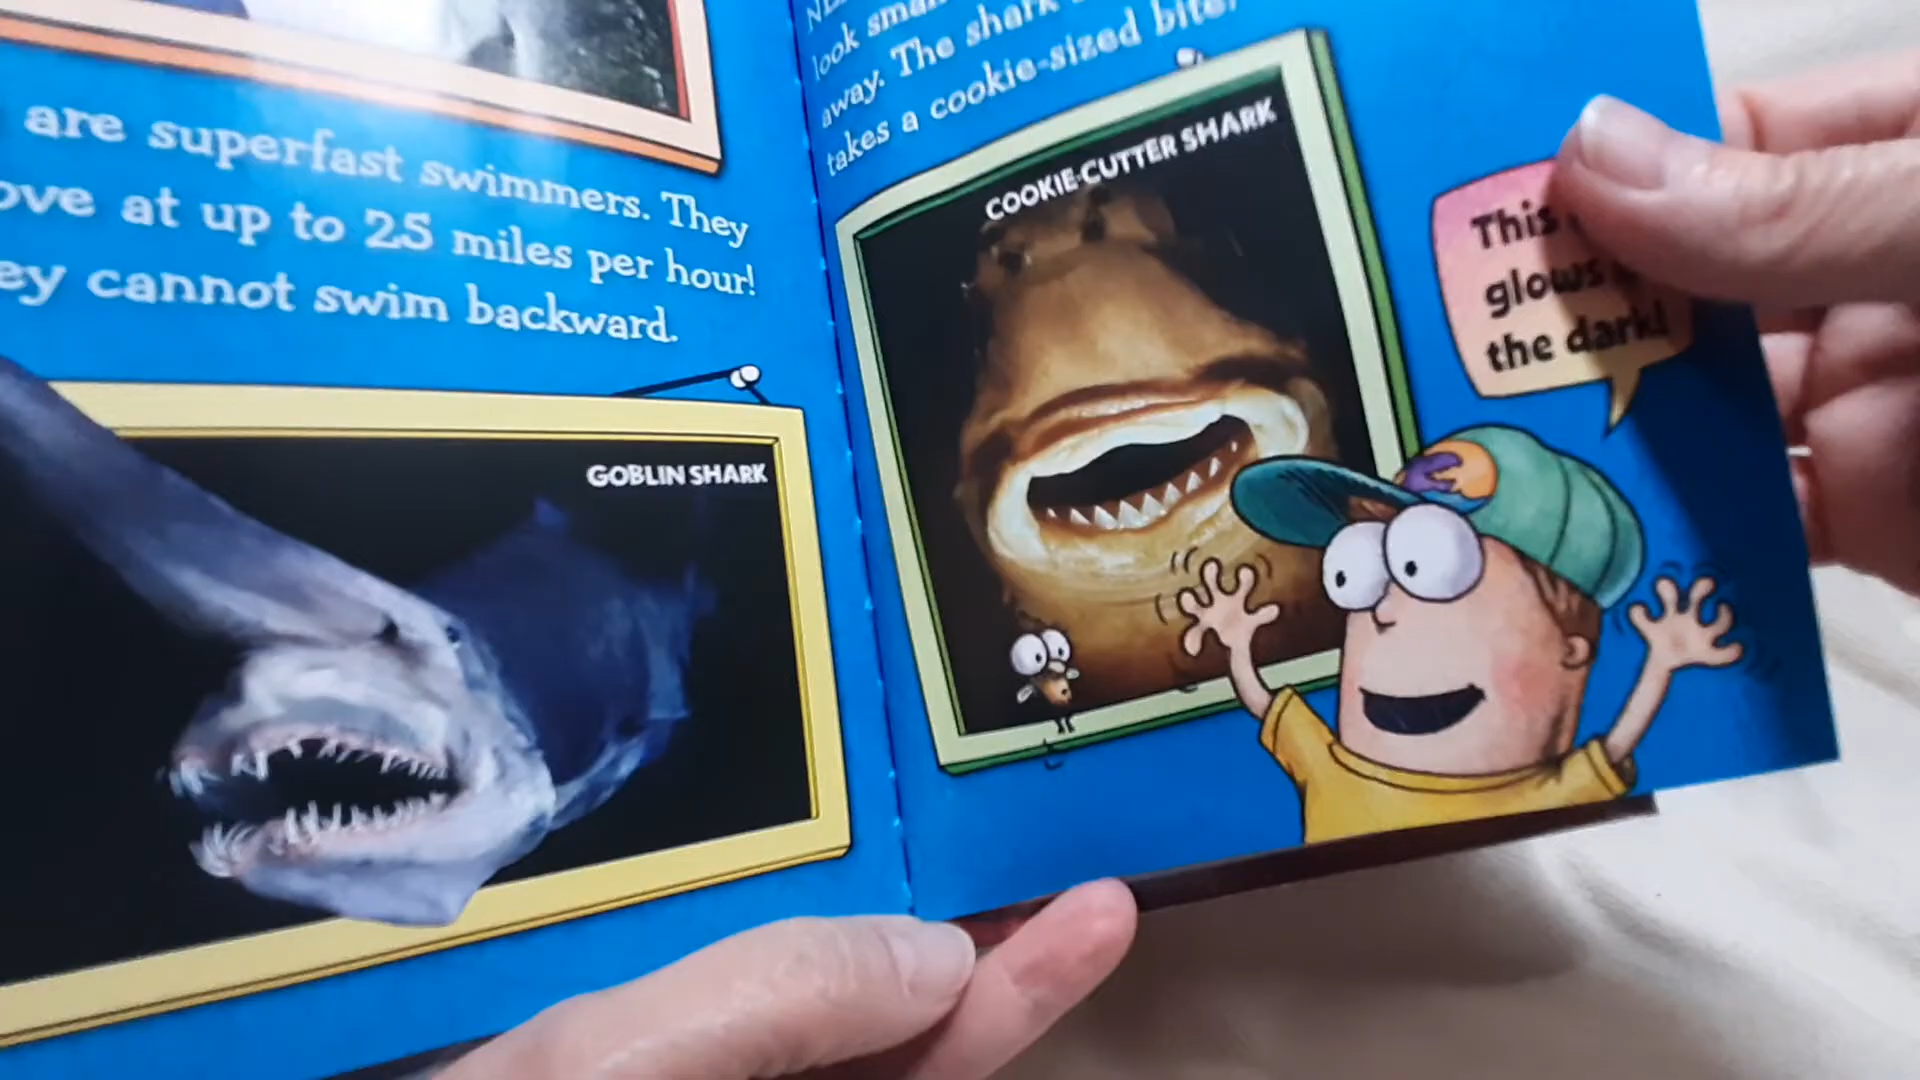 are superfast swimmers. They
ove at up to 25 miles per hour!
ey cannot swim backward.
GOBLIN SHARK
look
away. The shark
takes a cookie-sized bite.
COOKIE-CUTTER SHARK
This
glows
the dark!